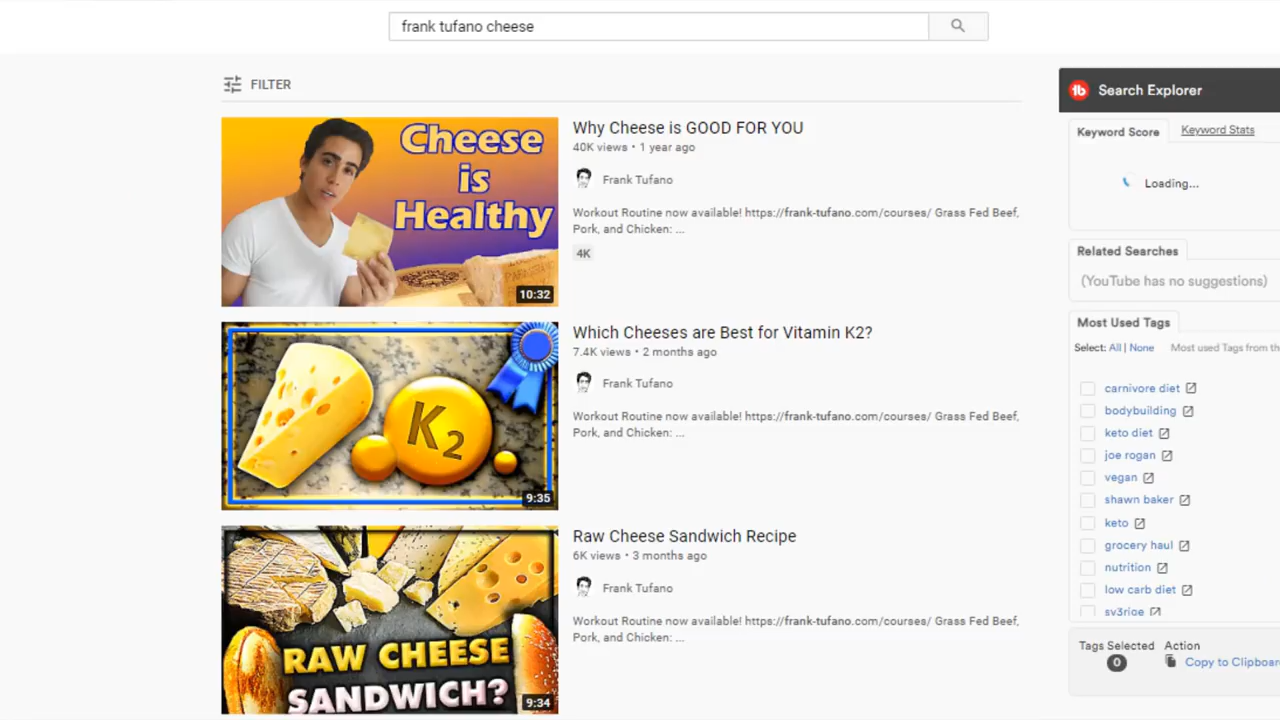 frank tufano cheese
FILTER
Cheese
is
Healthy
10:32
Why Cheese is GOOD FOR YOU
40K views • 1 year ago
Frank Tufano
Workout Routine now available! https://frank-tufano.com/courses/ Grass Fed Beef,
Pork, and Chicken: ...
4K
K2
9:35
Which Cheeses are Best for Vitamin K2?
7.4K views • 2 months ago
Frank Tufano
Workout Routine now available! https://frank-tufano.com/courses/ Grass Fed Beef,
Pork, and Chicken: ...
RAW CHEESE
SANDWICH?
9:34
Raw Cheese Sandwich Recipe
6K views • 3 months ago
Frank Tufano
Workout Routine now available! https://frank-tufano.com/courses/ Grass Fed Beef,
Pork, and Chicken: ...
tb Search Explorer
Keyword Score Keyword Stats
Loading...
Related Searches
(YouTube has no suggestions)
Most Used Tags
Select: All | None Most used Tags from
carnivore diet
bodybuilding
keto diet
joe rogan
vegan
shawn baker
keto
grocery haul
nutrition
low carb diet
sv3rige
Tags Selected Action
0 Copy to